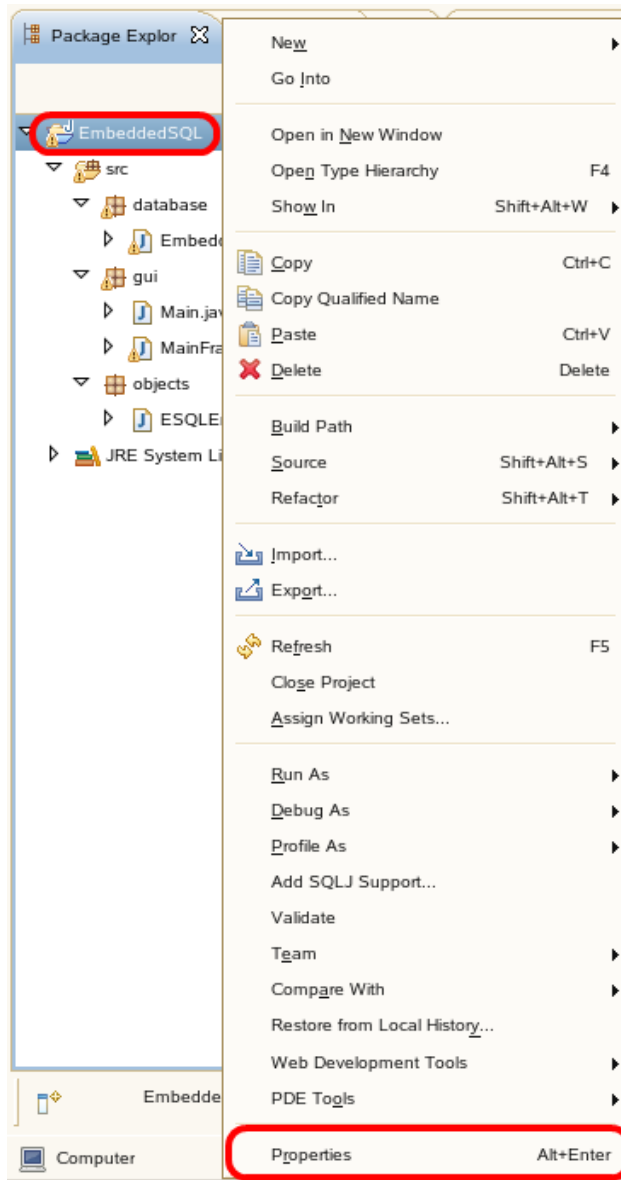 Package Explor
EmbeddedSQL
src
database
Embed
gui
Main.jav
MainFra
objects
ESQLE
JRE System Li
Embedde
Computer
New
Go Into
Open in New Window
Open Type Hierarchy F4
Show In Shift+Alt+W
Copy Ctrl+C
Copy Qualified Name
Paste Ctrl+V
Delete Delete
Build Path
Source Shift+Alt+S
Refactor Shift+Alt+T
Import...
Export...
Refresh F5
Close Project
Assign Working Sets...
Run As
Debug As
Profile As
Add SQLJ Support...
Validate
Team
Compare With
Restore from Local History...
Web Development Tools
PDE Tools
Properties Alt+Enter